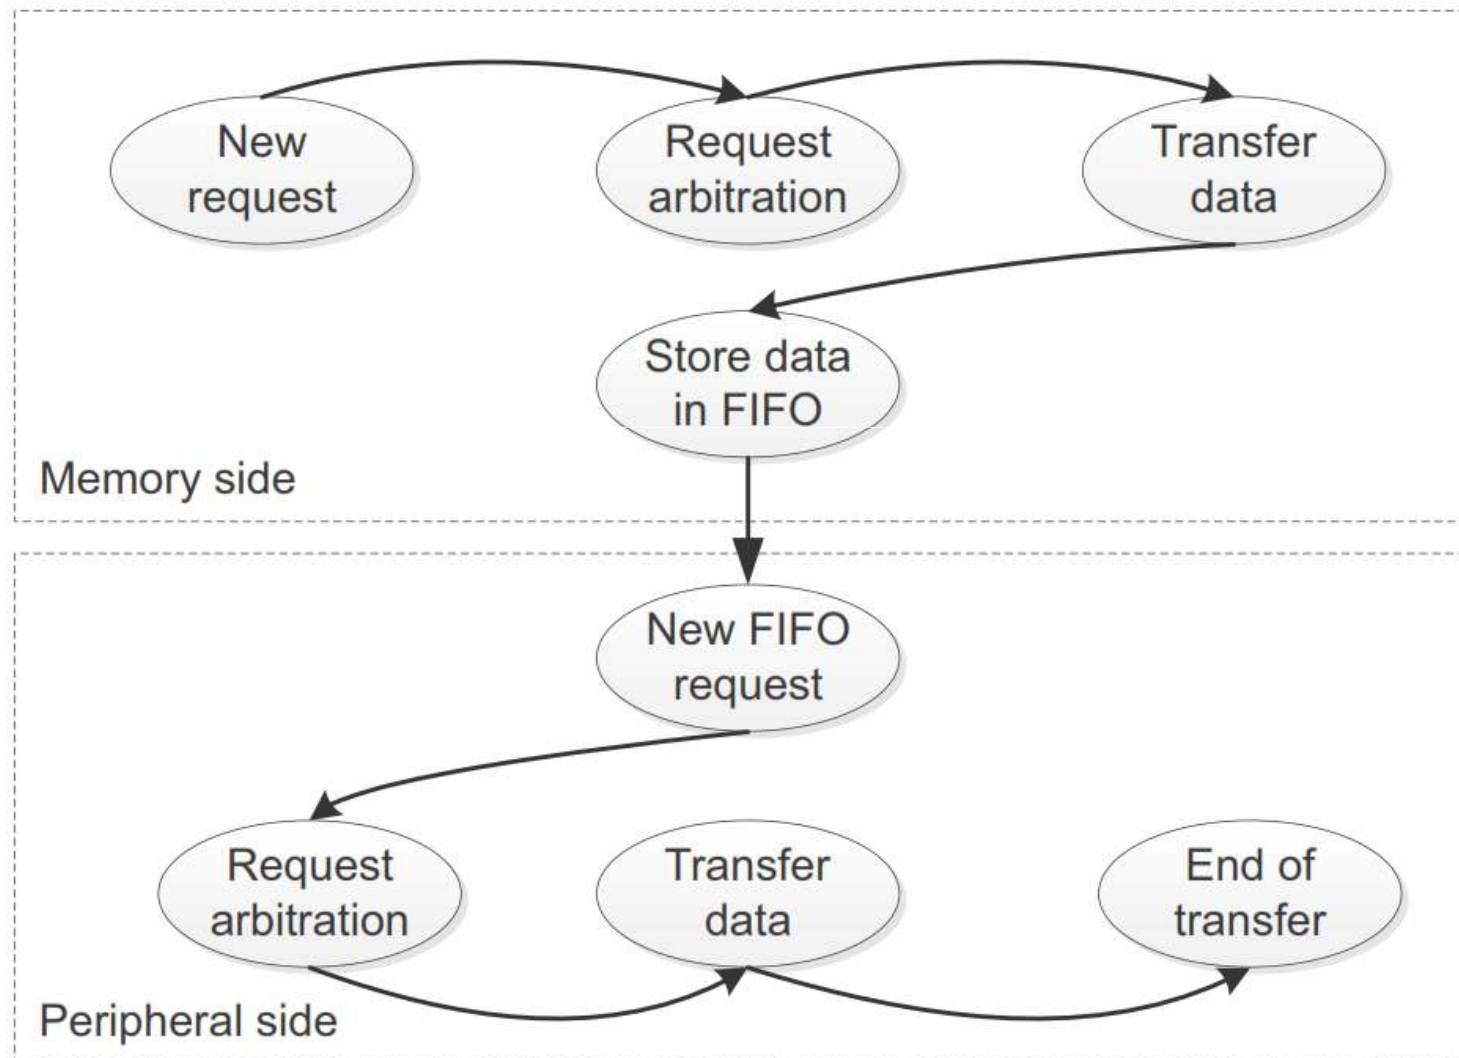 New
request
Request
arbitration
Transfer
data
Store data
in FIFO
Memory side
New FIFO
request
Request
arbitration
Transfer
data
End of
transfer
Peripheral side